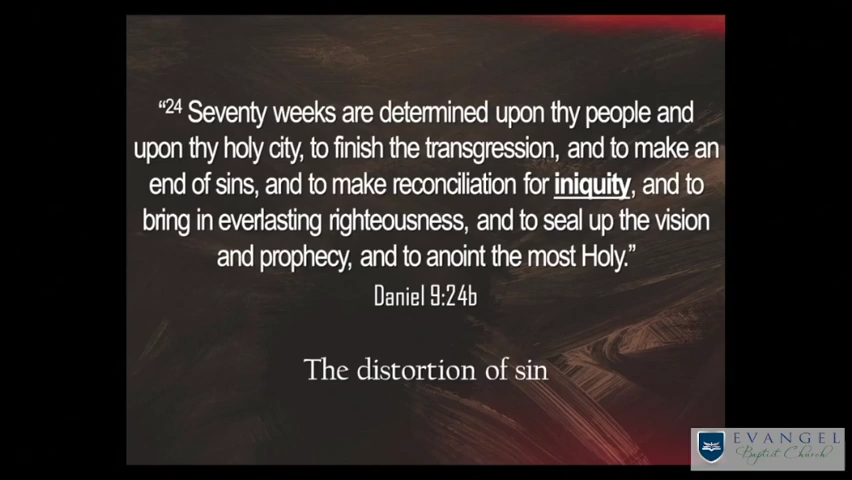 “24 Seventy weeks are determined upon thy people and
upon thy holy city, to finish the transgression, and to make an
end of sins, and to make reconciliation for iniquity, and to
bring in everlasting righteousness, and to seal up the vision
and prophecy, and to anoint the most Holy.”
Daniel 9:24b
The distortion of sin
EVANGEL
Baptist Church